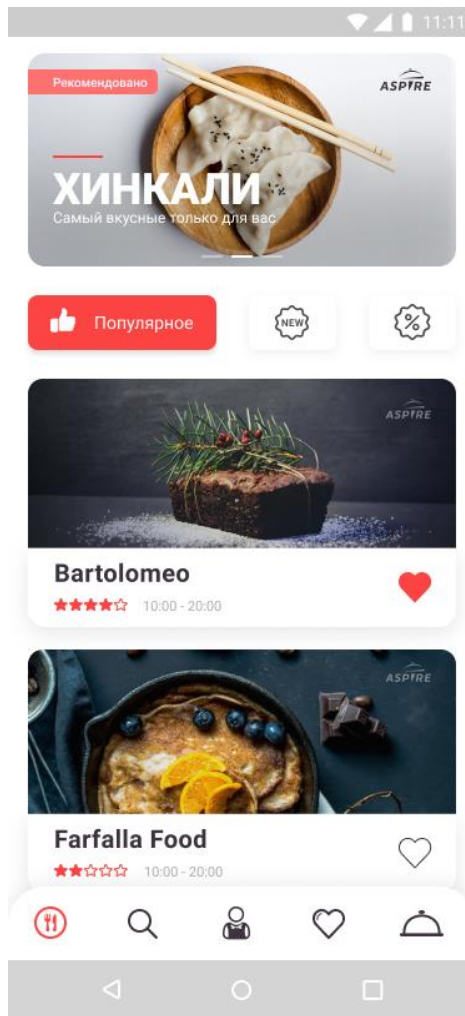 11:11
Рекомендовано
ASPIRE
ХИНКАЛИ
Самый вкусные только для вас
Популярное
NEW
%
ASPIRE
Bartolomeo
10:00 - 20:00
ASPIRE
Farfalla Food
10:00 - 20:00